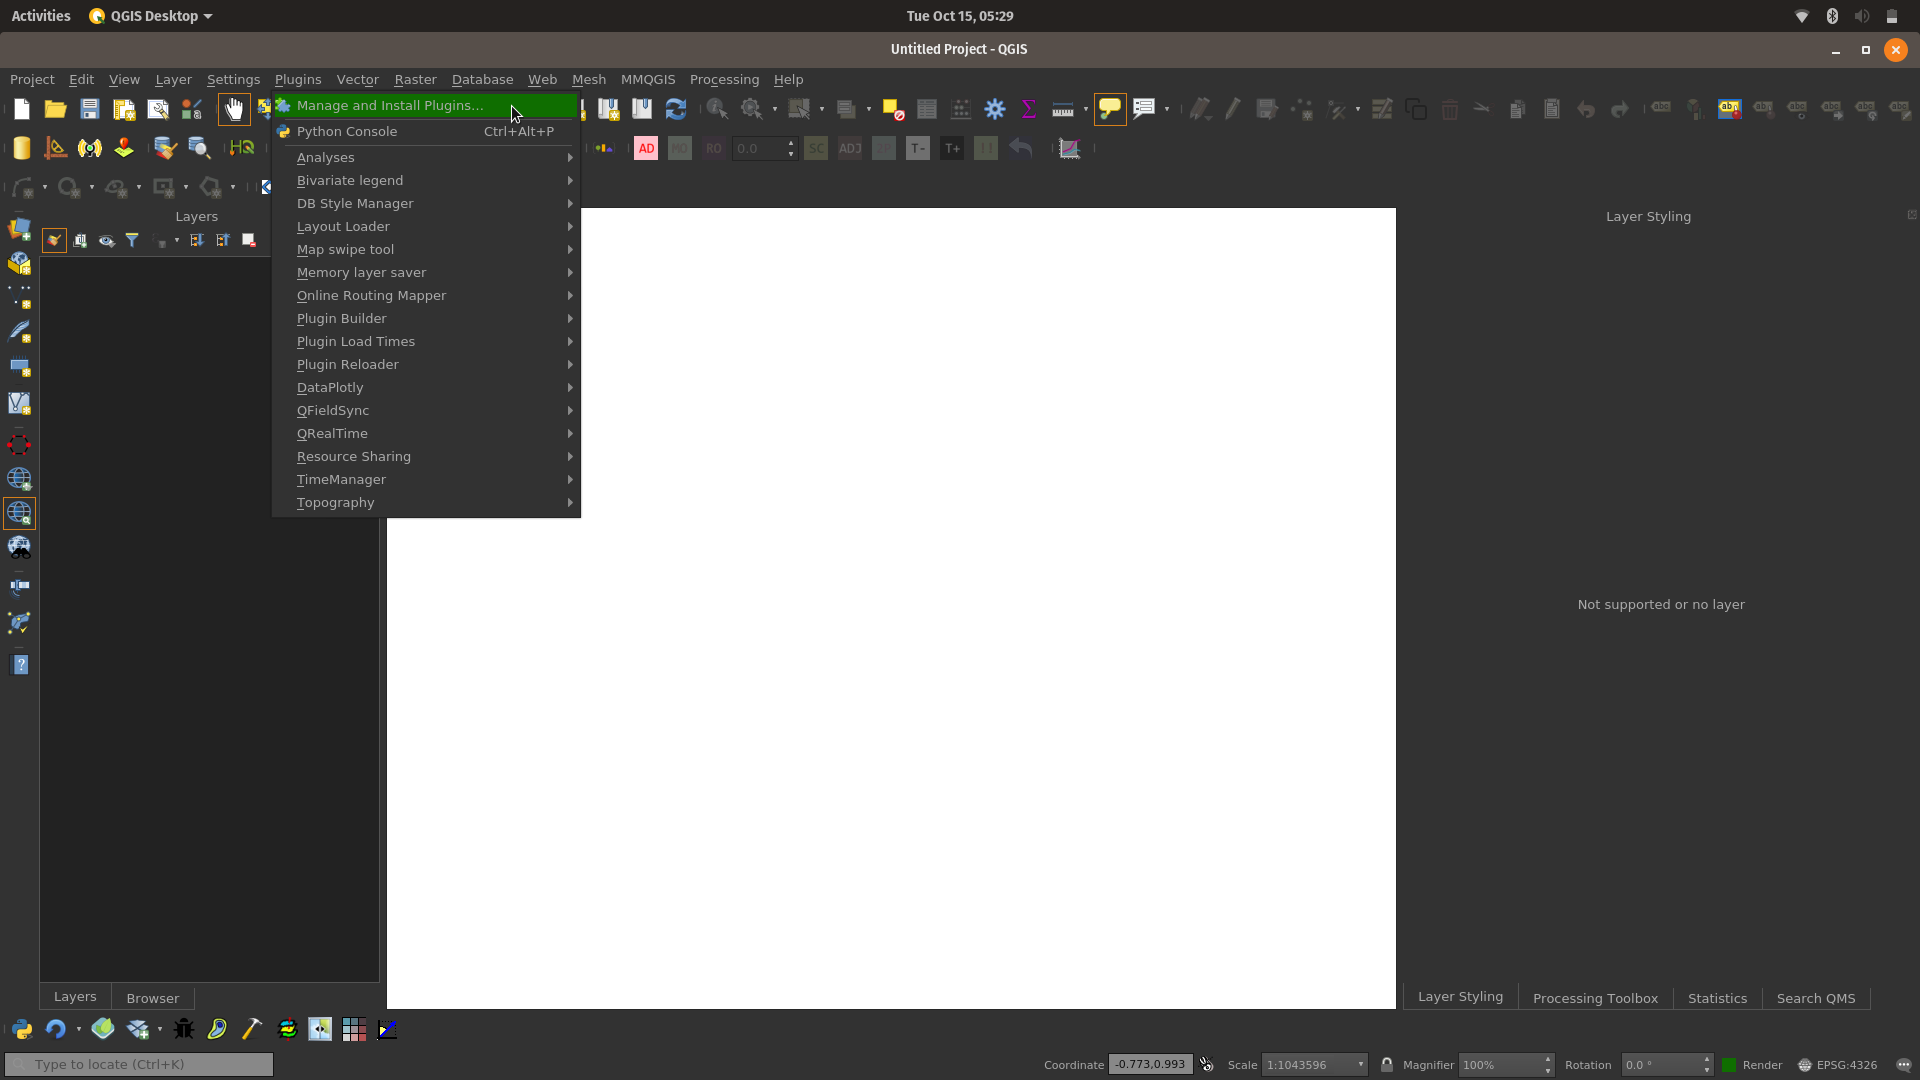 Activities QGIS Desktop Tue Oct 15, 05:29
Untitled Project - QGIS
Project Edit View Layer Settings Plugins Vector Raster Database Web Mesh MMQGIS Processing Help
Manage and Install Plugins...
Python Console Ctrl+Alt+P
HQ AD MO RO 0.0 SC ADJ T- T+
Analyses
Bivariate legend
DB Style Manager
Layout Loader
Map swipe tool
Memory layer saver
Online Routing Mapper
Plugin Builder
Plugin Load Times
Plugin Reloader
DataPlotly
QFieldSync
QRealTime
Resource Sharing
TimeManager
Topography
Layers
Layer Styling
Not supported or no layer
Layers Browser
Layer Styling Processing Toolbox Statistics Search QMS
Type to locate (Ctrl+K) Coordinate -0.773,0.993 Scale 1:1043596 Magnifier 100% Rotation 0.0 ° Render EPSG:4326